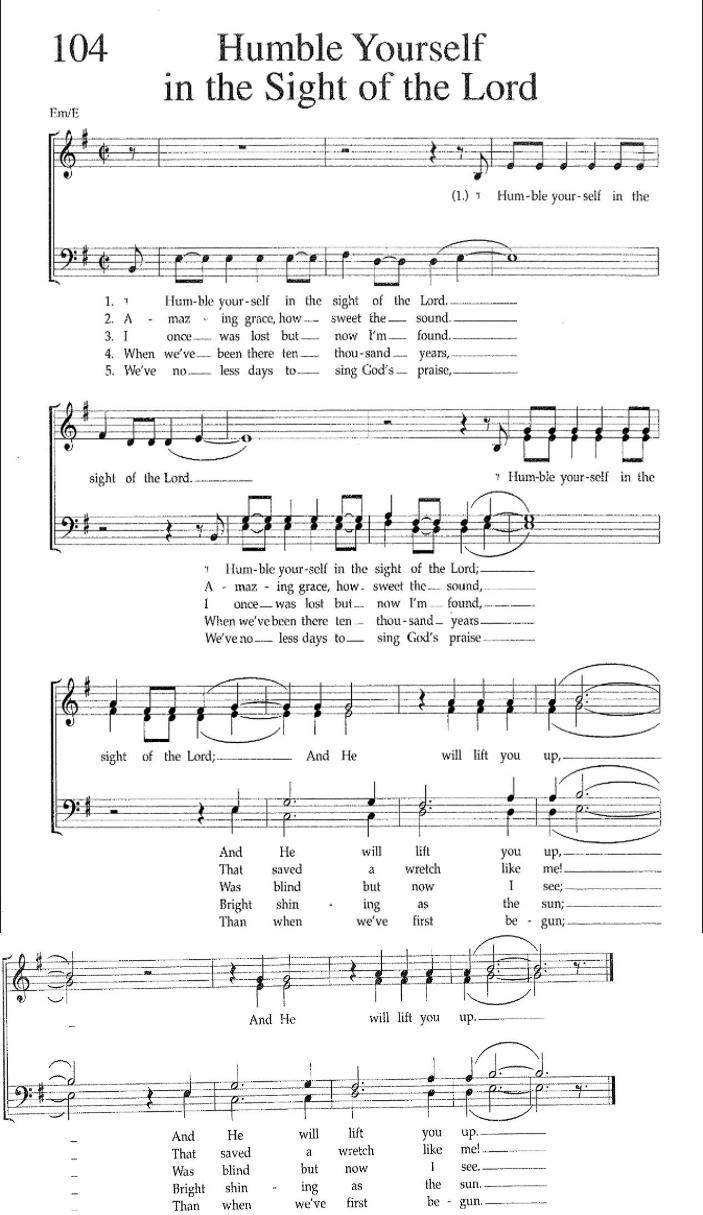 104
Humble Yourself
in the Sight of the Lord
Em/E
(1.) Hum-ble your-self in the
1. Hum-ble your-self in the sight of the Lord.
2. A - maz - ing grace, how sweet the sound.
3. I once was lost but now I'm found.
4. When we've been there ten thou-sand years,
5. We've no less days to sing God's praise,
sight of the Lord. Hum-ble your-self in the
Hum-ble your-self in the sight of the Lord;
A - maz - ing grace, how sweet the sound,
I once was lost but now I'm found,
When we've been there ten thou-sand years
We've no less days to sing God's praise
sight of the Lord; And He will lift you up,
And He will lift you up,
That saved a wretch like me!
Was blind but now I see;
Bright shin - ing as the sun;
Than when we've first be - gun;
And He will lift you up.
And He will lift you up.
That saved a wretch like me!
Was blind but now I see.
Bright shin - ing as the sun.
Than when we've first be - gun.